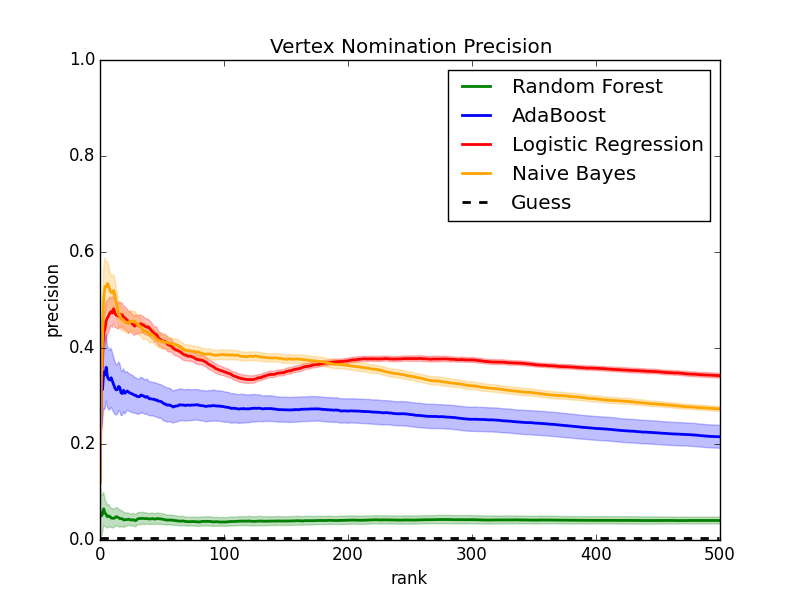 Vertex Nomination Precision
1.0
0.8
0.6
0.4
0.2
0.0
precision
Random Forest
AdaBoost
Logistic Regression
Naive Bayes
Guess
0 100 200 300 400 500
rank